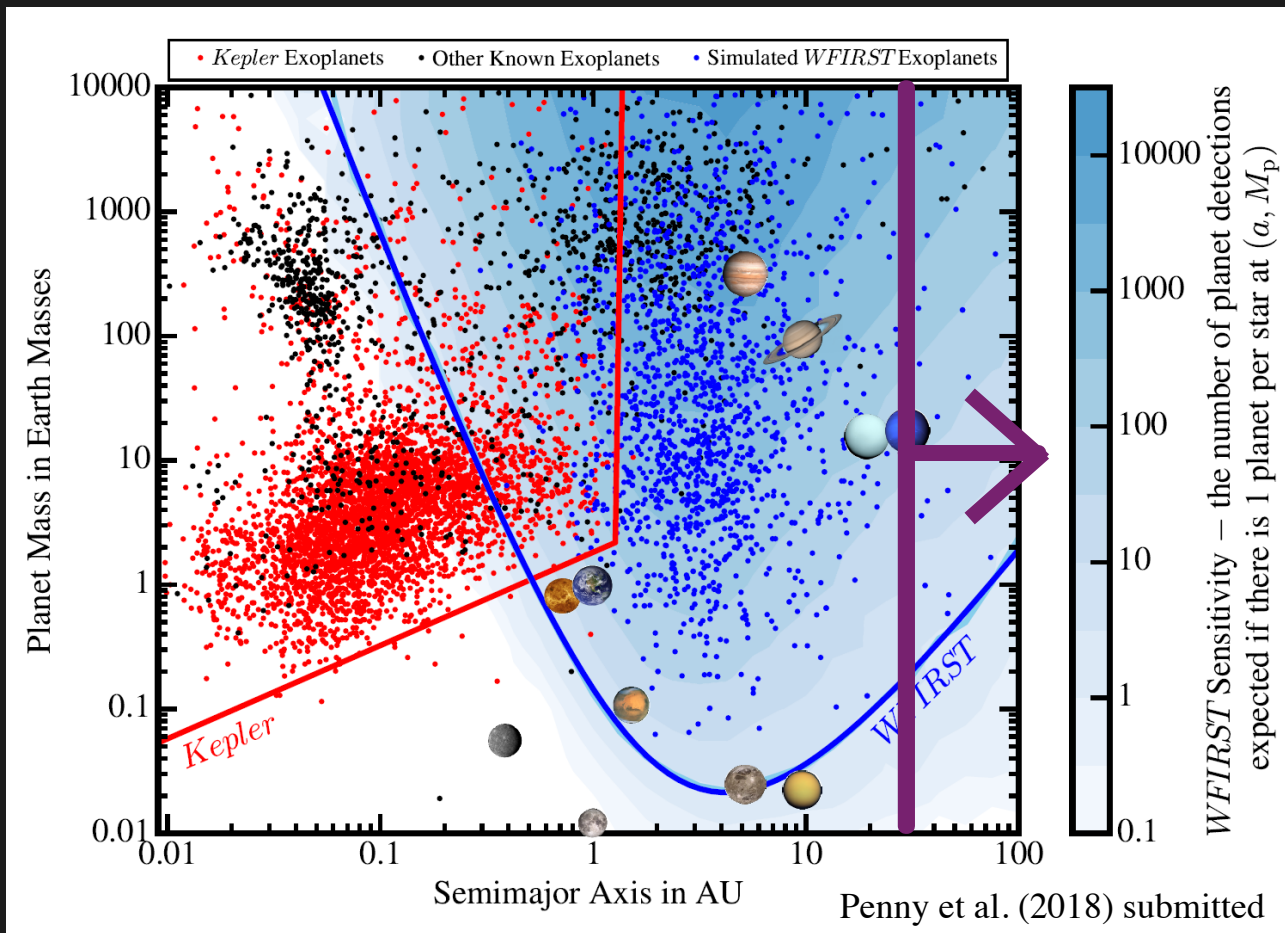 Kepler Exoplanets Other Known Exoplanets Simulated WFIRST Exoplanets
10000
1000
100
10
1
0.1
0.01
Planet Mass in Earth Masses
Kepler
WFIRST
0.01 0.1 1 10 100
Semimajor Axis in AU
10000
1000
100
10
1
0.1
WFIRST Sensitivity – the number of planet detections
expected if there is 1 planet per star at (a, Mp)
Penny et al. (2018) submitted